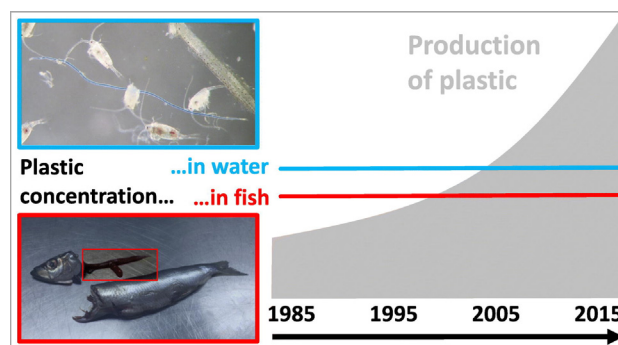 Production
of plastic
Plastic
concentration...
...in water
...in fish
1985
1995
2005
2015